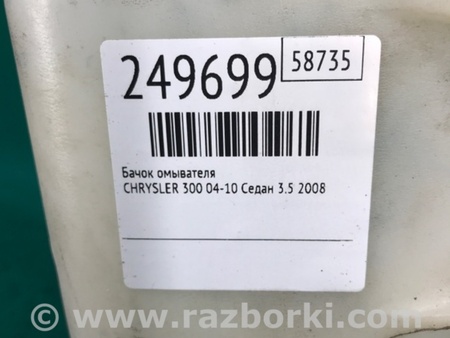 249699
58735
Бачок омывателя
CHRYSLER 300 04-10 Седан 3.5 2008
www.razborki.com